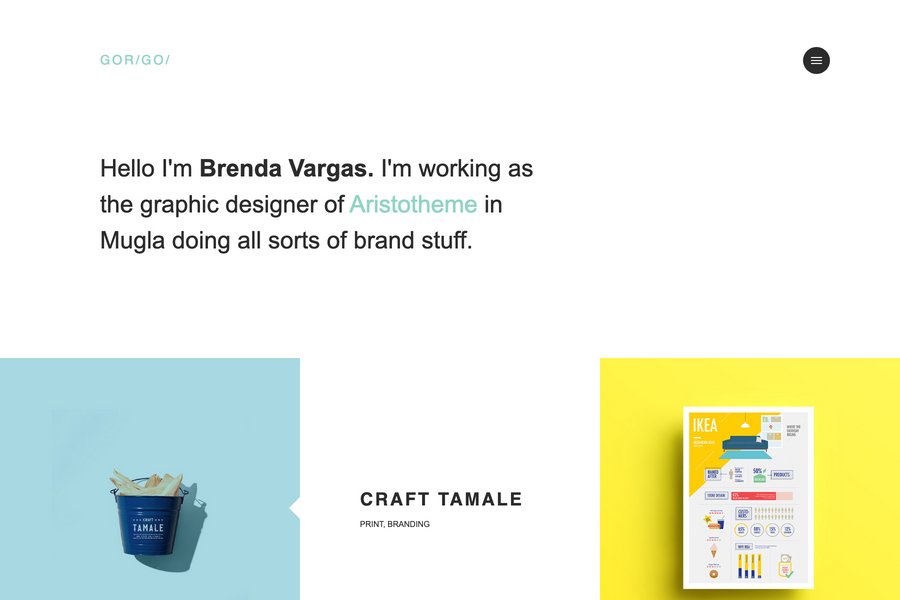 GOR/GO/
Hello I'm Brenda Vargas. I'm working as
the graphic designer of Aristotheme in
Mugla doing all sorts of brand stuff.
CRAFT
TAMALE
CRAFT TAMALE
PRINT, BRANDING
IKEA
50%
PRODUCTS